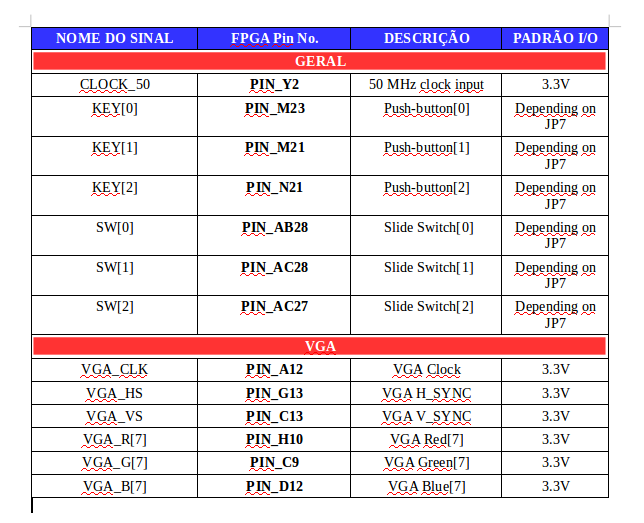 NOME DO SINAL FPGA Pin No. DESCRIÇÃO PADRÃO I/O
GERAL
CLOCK_50 PIN_Y2 50 MHz clock input 3.3V
KEY[0] PIN_M23 Push-button[0] Depending on
JP7
KEY[1] PIN_M21 Push-button[1] Depending on
JP7
KEY[2] PIN_N21 Push-button[2] Depending on
JP7
SW[0] PIN_AB28 Slide Switch[0] Depending on
JP7
SW[1] PIN_AC28 Slide Switch[1] Depending on
JP7
SW[2] PIN_AC27 Slide Switch[2] Depending on
JP7
VGA
VGA_CLK PIN_A12 VGA Clock 3.3V
VGA_HS PIN_G13 VGA H_SYNC 3.3V
VGA_VS PIN_C13 VGA V_SYNC 3.3V
VGA_R[7] PIN_H10 VGA Red[7] 3.3V
VGA_G[7] PIN_C9 VGA Green[7] 3.3V
VGA_B[7] PIN_D12 VGA Blue[7] 3.3V